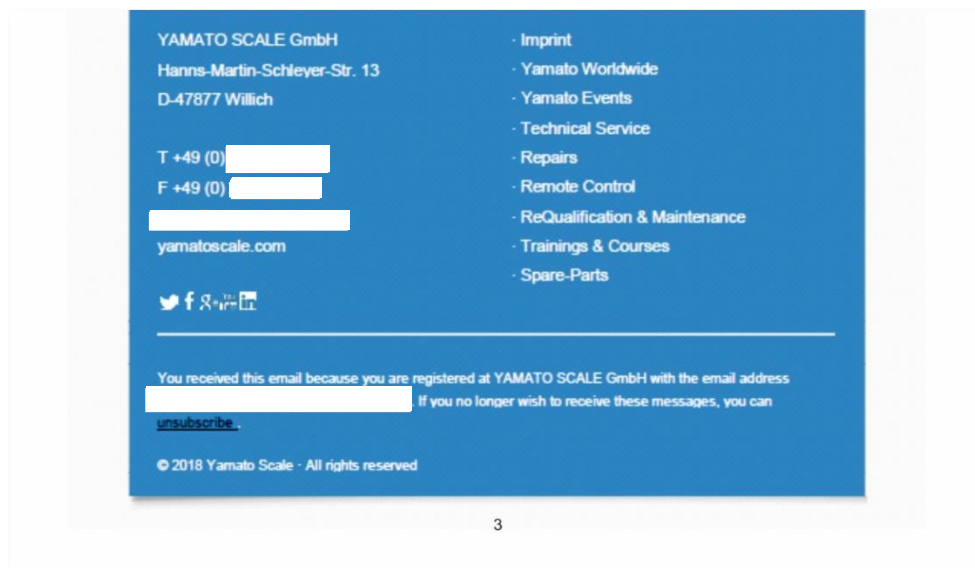 YAMATO SCALE GmbH
Hanns-Martin-Schleyer-Str. 13
D-47877 Willich
T +49 (0)
F +49 (0)
yamatoscale.com
· Imprint
· Yamato Worldwide
· Yamato Events
· Technical Service
· Repairs
· Remote Control
· ReQualification & Maintenance
· Trainings & Courses
· Spare-Parts
You received this email because you are registered at YAMATO SCALE GmbH with the email address
. If you no longer wish to receive these messages, you can
unsubscribe .
© 2018 Yamato Scale · All rights reserved
3